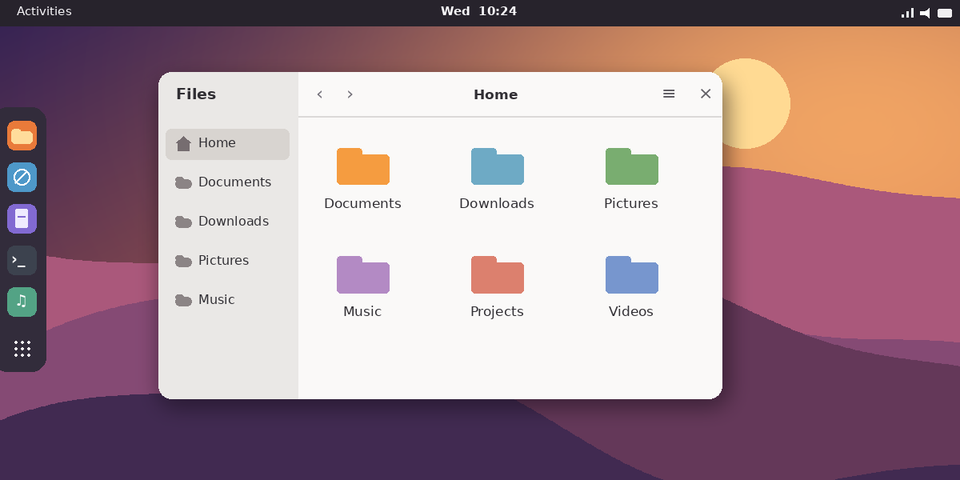 Activities
Wed 10:24
Files
Home
Home
Documents
Downloads
Pictures
Music
Documents
Downloads
Pictures
Music
Projects
Videos